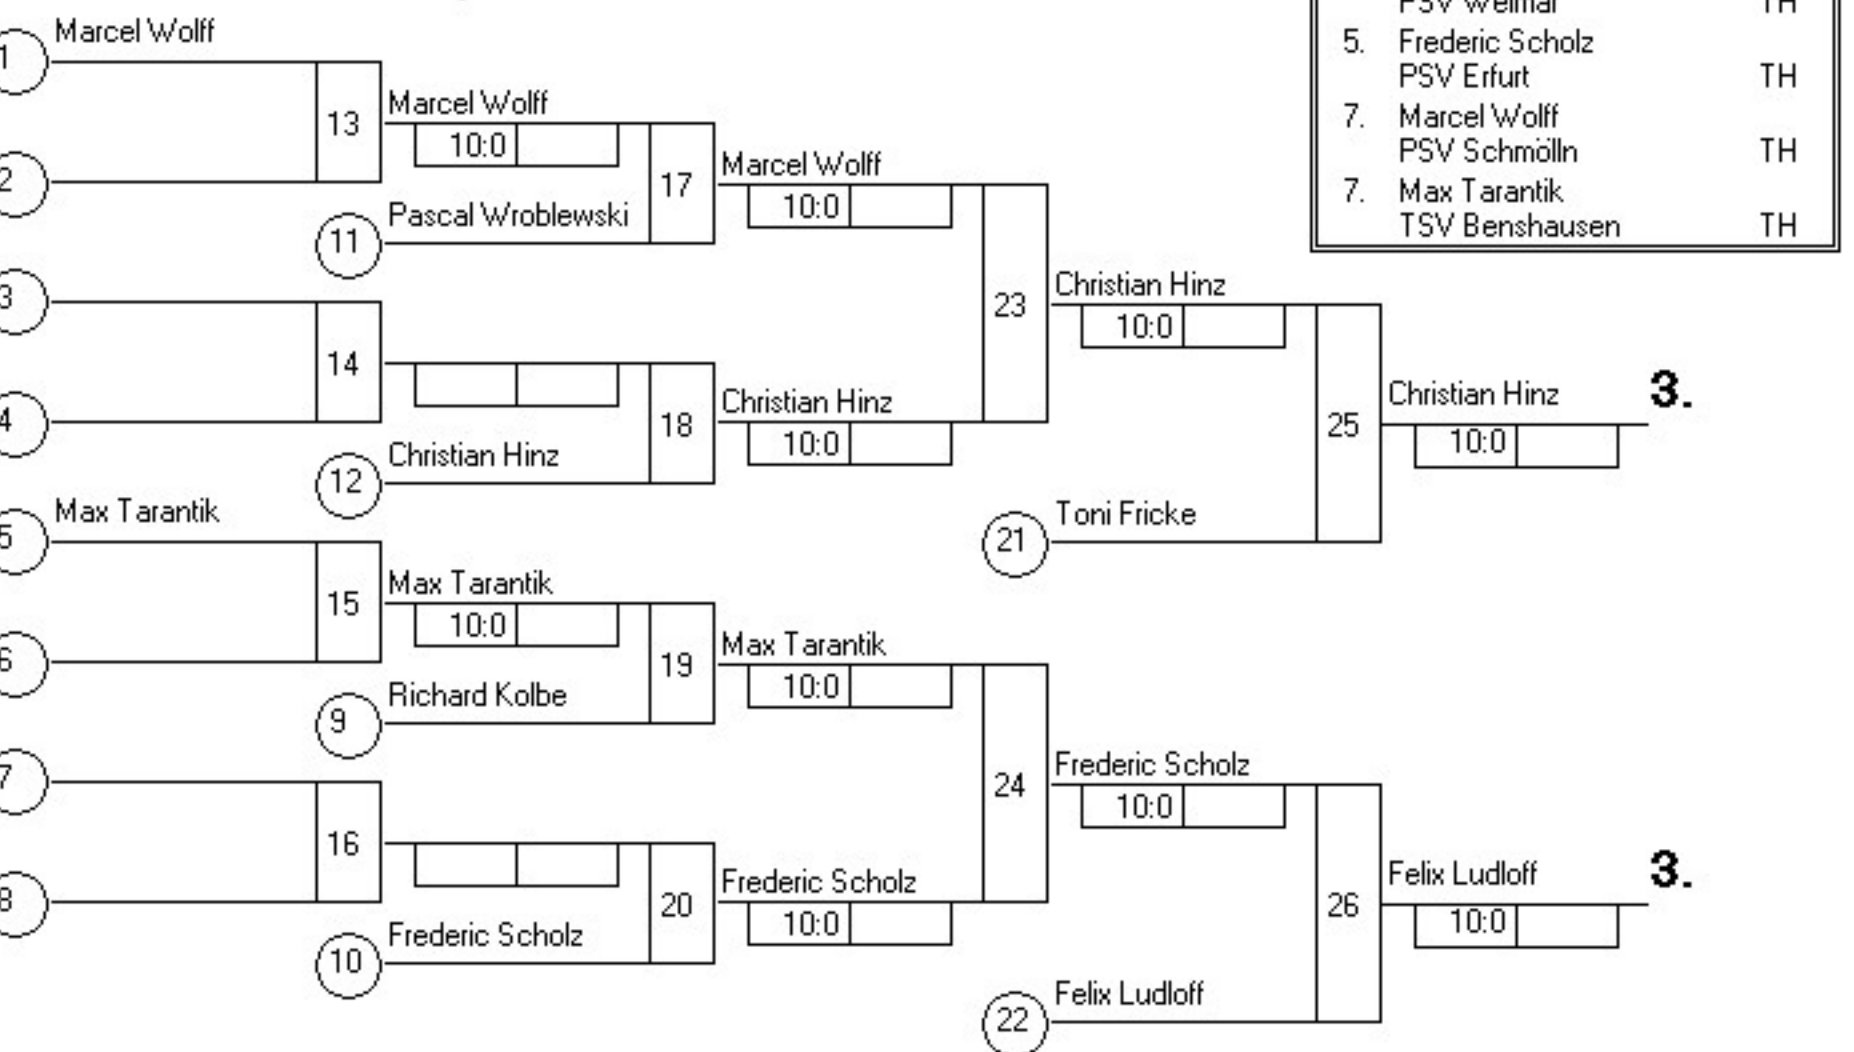 PSV Weimar TH
5. Frederic Scholz
PSV Erfurt TH
7. Marcel Wolff
PSV Schmölln TH
7. Max Tarantik
TSV Benshausen TH
1 Marcel Wolff
13
2
Marcel Wolff
10:0
11 Pascal Wroblewski
17
Marcel Wolff
10:0
3
14
4
12 Christian Hinz
18
Christian Hinz
10:0
23
Christian Hinz
10:0
21 Toni Fricke
25
Christian Hinz 3.
10:0
5 Max Tarantik
15
6
Max Tarantik
10:0
9 Richard Kolbe
19
Max Tarantik
10:0
7
16
8
10 Frederic Scholz
20
Frederic Scholz
10:0
24
Frederic Scholz
10:0
22 Felix Ludloff
26
Felix Ludloff 3.
10:0